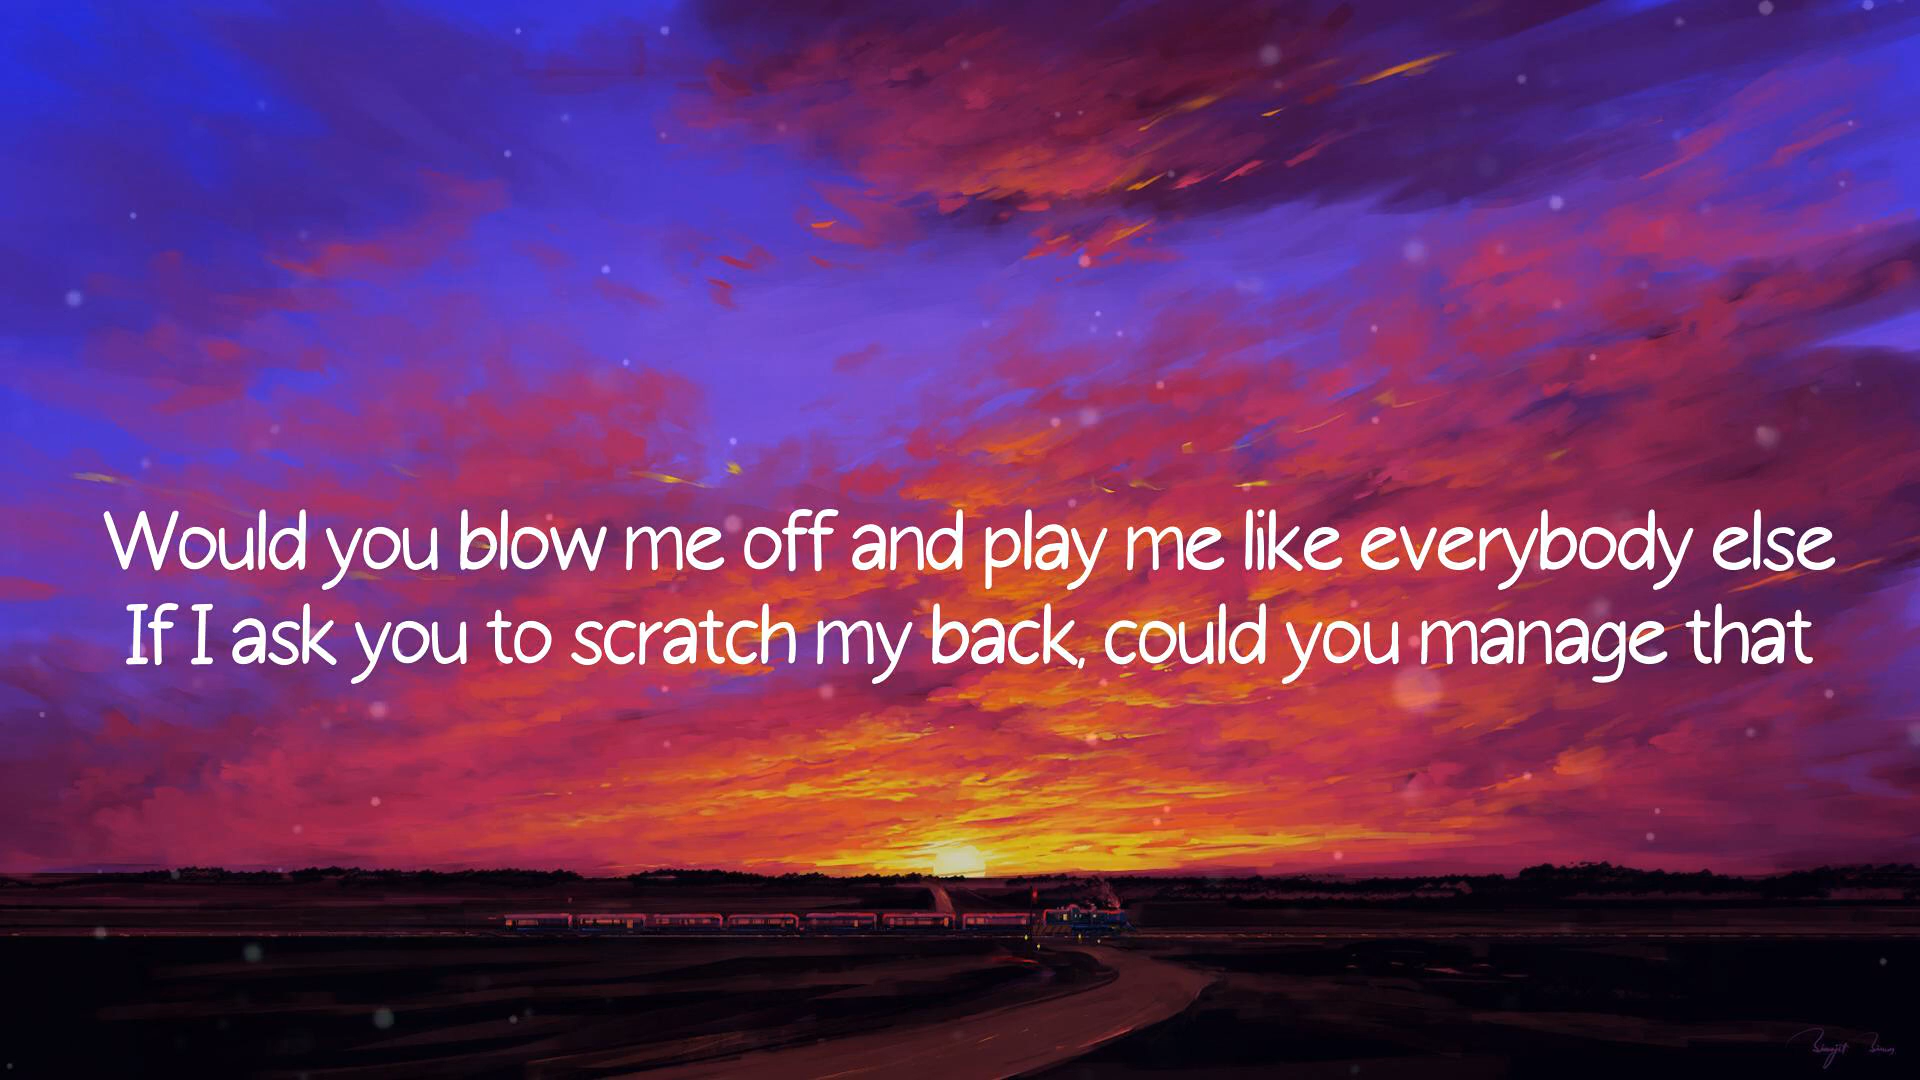 Would you blow me off and play me like everybody else
If I ask you to scratch my back, could you manage that